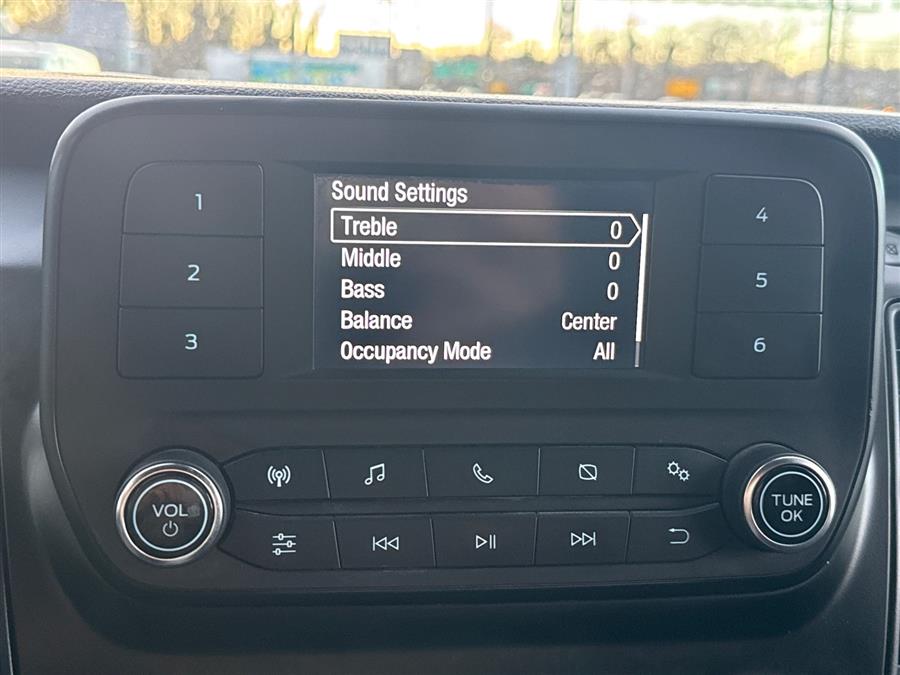 Sound Settings
Treble 0
Middle 0
Bass 0
Balance Center
Occupancy Mode All
1
2
3
4
5
6
VOL
TUNE
OK